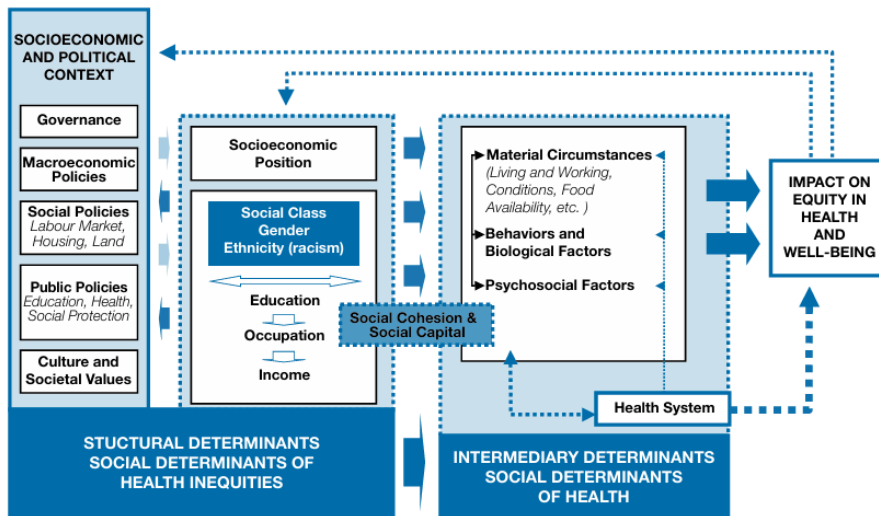 SOCIOECONOMIC
AND POLITICAL
CONTEXT
Governance
Macroeconomic
Policies
Social Policies
Labour Market,
Housing, Land
Public Policies
Education, Health,
Social Protection
Culture and
Societal Values
Socioeconomic
Position
Social Class
Gender
Ethnicity (racism)
Education
Occupation
Income
Social Cohesion &
Social Capital
Material Circumstances
(Living and Working,
Conditions, Food
Availability, etc. )
Behaviors and
Biological Factors
Psychosocial Factors
Health System
IMPACT ON
EQUITY IN
HEALTH
AND
WELL-BEING
STUCTURAL DETERMINANTS
SOCIAL DETERMINANTS OF
HEALTH INEQUITIES
INTERMEDIARY DETERMINANTS
SOCIAL DETERMINANTS
OF HEALTH